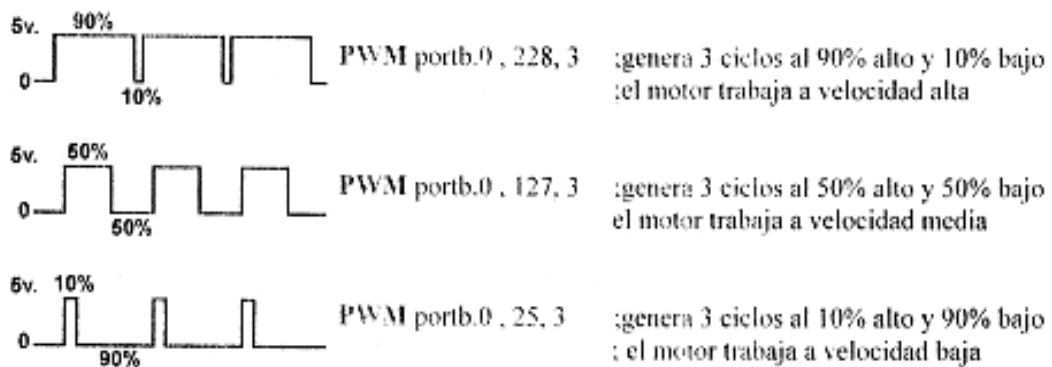 5v. 90%
0
10%
PWM portb.0 , 228, 3 ;genera 3 ciclos al 90% alto y 10% bajo
;el motor trabaja a velocidad alta
5v. 50%
0
50%
PWM portb.0 , 127, 3 ;genera 3 ciclos al 50% alto y 50% bajo
el motor trabaja a velocidad media
5v. 10%
0
90%
PWM portb.0 , 25, 3 ;genera 3 ciclos al 10% alto y 90% bajo
; el motor trabaja a velocidad baja